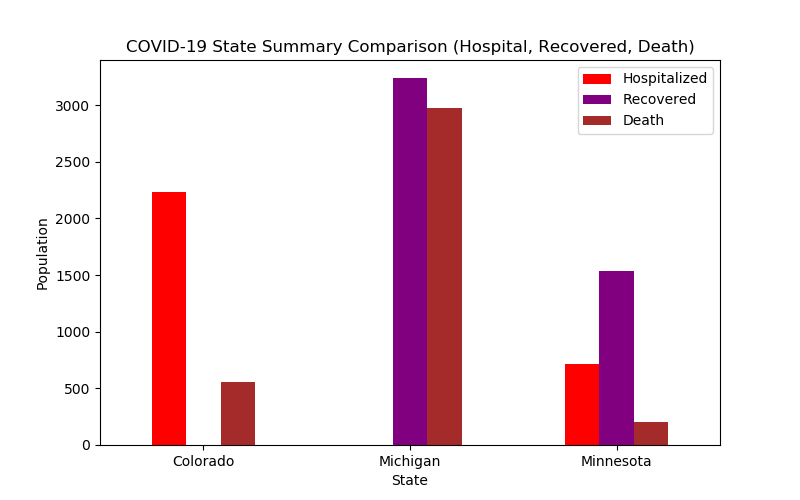 COVID-19 State Summary Comparison (Hospital, Recovered, Death)
Hospitalized
Recovered
Death
3000
2500
2000
1500
1000
500
0
Population
Colorado Michigan Minnesota
State